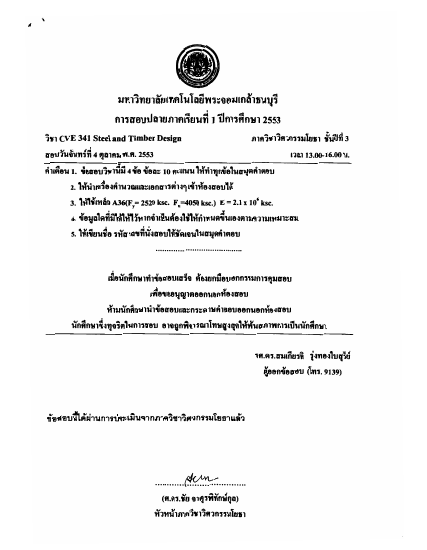 มหาวิทยาลัยเทคโนโลยีพระจอมเกล้าธนบุรี
การสอบปลายภาคเรียนที่ 1 ปีการศึกษา 2553
วิชา CVE 341 Steel and Timber Design ภาควิชาวิศวกรรมโยธา ชั้นปีที่ 3
สอบวันจันทร์ที่ 4 ตุลาคม พ.ศ. 2553 เวลา 13.00-16.00 น.
คำเตือน 1. ข้อสอบวิชานี้มี 4 ข้อ ข้อละ 10 คะแนน ให้ทำทุกข้อในสมุดคำตอบ
2. ให้นำเครื่องคำนวณและเอกสารต่างๆเข้าห้องสอบได้
3. ให้ใช้เหล็ก A36(Fy= 2520 ksc. Fu=4050 ksc.) E = 2.1 x 10⁶ ksc.
4. ข้อมูลใดที่มิได้ให้ไว้หากจำเป็นต้องใช้ให้กำหนดขึ้นเองตามความเหมาะสม
5. ให้เขียนชื่อ รหัส เลขที่นั่งสอบให้ชัดเจนในสมุดคำตอบ
เมื่อนักศึกษาทำข้อสอบเสร็จ ต้องยกมือบอกกรรมการคุมสอบ
เพื่อขออนุญาตออกนอกห้องสอบ
ห้ามนักศึกษานำข้อสอบและกระดาษคำตอบออกนอกห้องสอบ
นักศึกษาซึ่งทุจริตในการสอบ อาจถูกพิจารณาโทษสูงสุดให้พ้นสภาพการเป็นนักศึกษา
รศ.ดร.สมเกียรติ รุ่งทองใบสุรีย์
ผู้ออกข้อสอบ (โทร. 9139)
ข้อสอบนี้ได้ผ่านการประเมินจากภาควิชาวิศวกรรมโยธาแล้ว
(ศ.ดร.ชัย จาตุรพิทักษ์กุล)
หัวหน้าภาควิชาวิศวกรรมโยธา